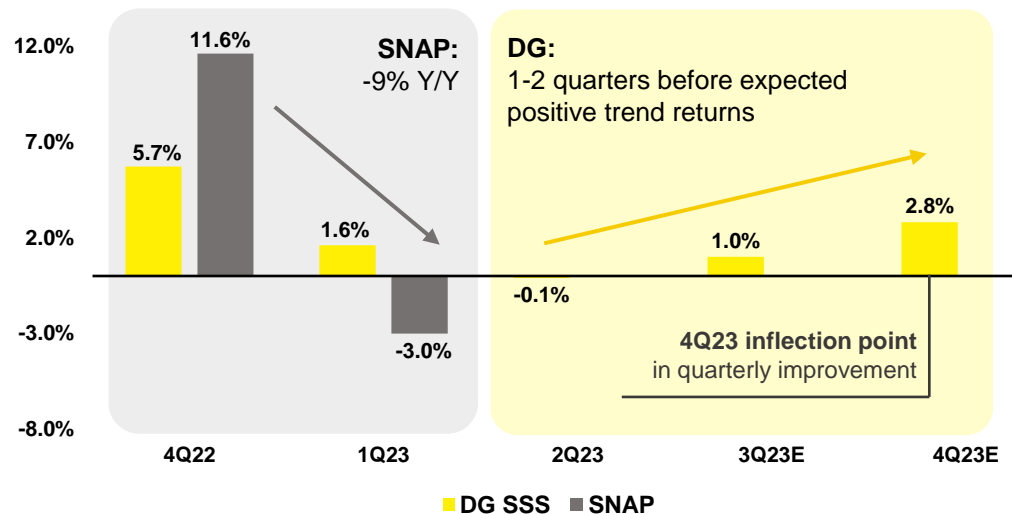 12.0%
7.0%
2.0%
-3.0%
-8.0%
SNAP:
-9% Y/Y
DG:
1-2 quarters before expected
positive trend returns
5.7%
11.6%
1.6%
-3.0%
-0.1%
1.0%
2.8%
4Q23 inflection point
in quarterly improvement
4Q22 1Q23 2Q23 3Q23E 4Q23E
DG SSS SNAP